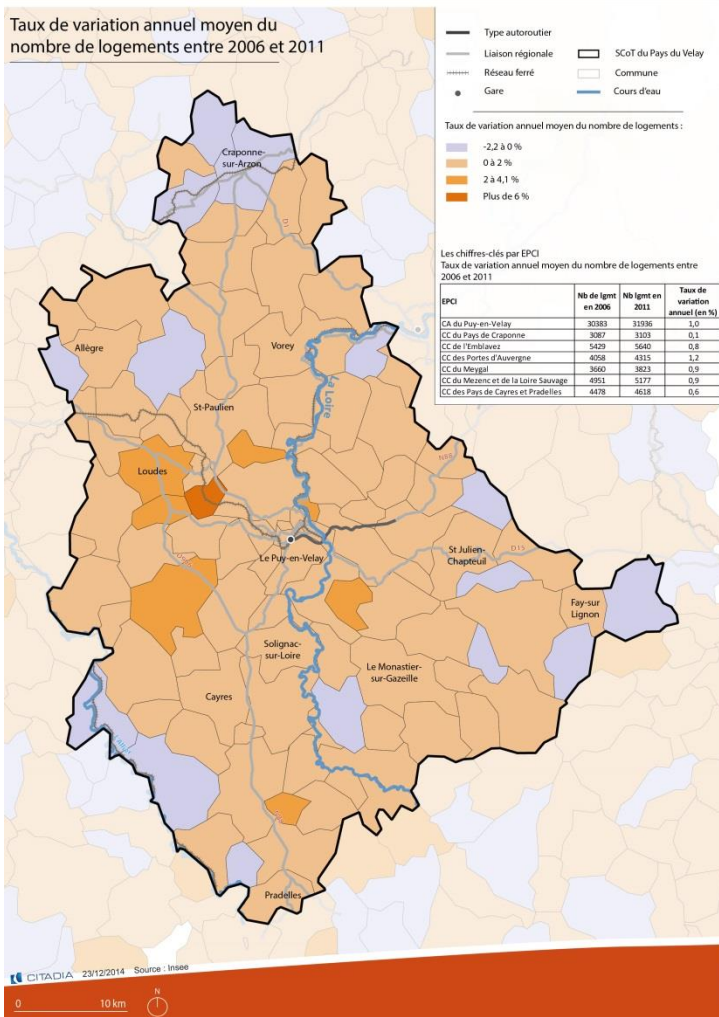 Taux de variation annuel moyen du
nombre de logements entre 2006 et 2011
Type autoroutier
Liaison régionale
SCoT du Pays du Velay
Réseau ferré
Commune
Gare
Cours d'eau
Taux de variation annuel moyen du nombre de logements :
-2,2 à 0 %
0 à 2 %
2 à 4,1 %
Plus de 6 %
Les chiffres-clés par EPCI
Taux de variation annuel moyen du nombre de logements entre
2006 et 2011
EPCI Nb de lgmt en 2006 Nb lgmt en 2011 Taux de variation annuel (en %)
CA du Puy-en-Velay 30383 31936 1,0
CC du Pays de Craponne 3087 3103 0,1
CC de l'Emblavez 5429 5640 0,8
CC des Portes d'Auvergne 4058 4315 1,2
CC du Meygal 3660 3823 0,9
CC du Mezenc et de la Loire Sauvage 4951 5177 0,9
CC des Pays de Cayres et Pradelles 4478 4618 0,6
Craponne-
sur-Arzon
D1
Allègre
Vorey
La Loire
St-Paulien
N88
Loudes
Le Puy-en-Velay
St Julien-
Chapteuil
D15
Fay-sur
Lignon
Solignac-
sur-Loire
Le Monastier-
sur-Gazeille
Cayres
Pradelles
CITADIA 23/12/2014 Source : Insee
0 10 km
N